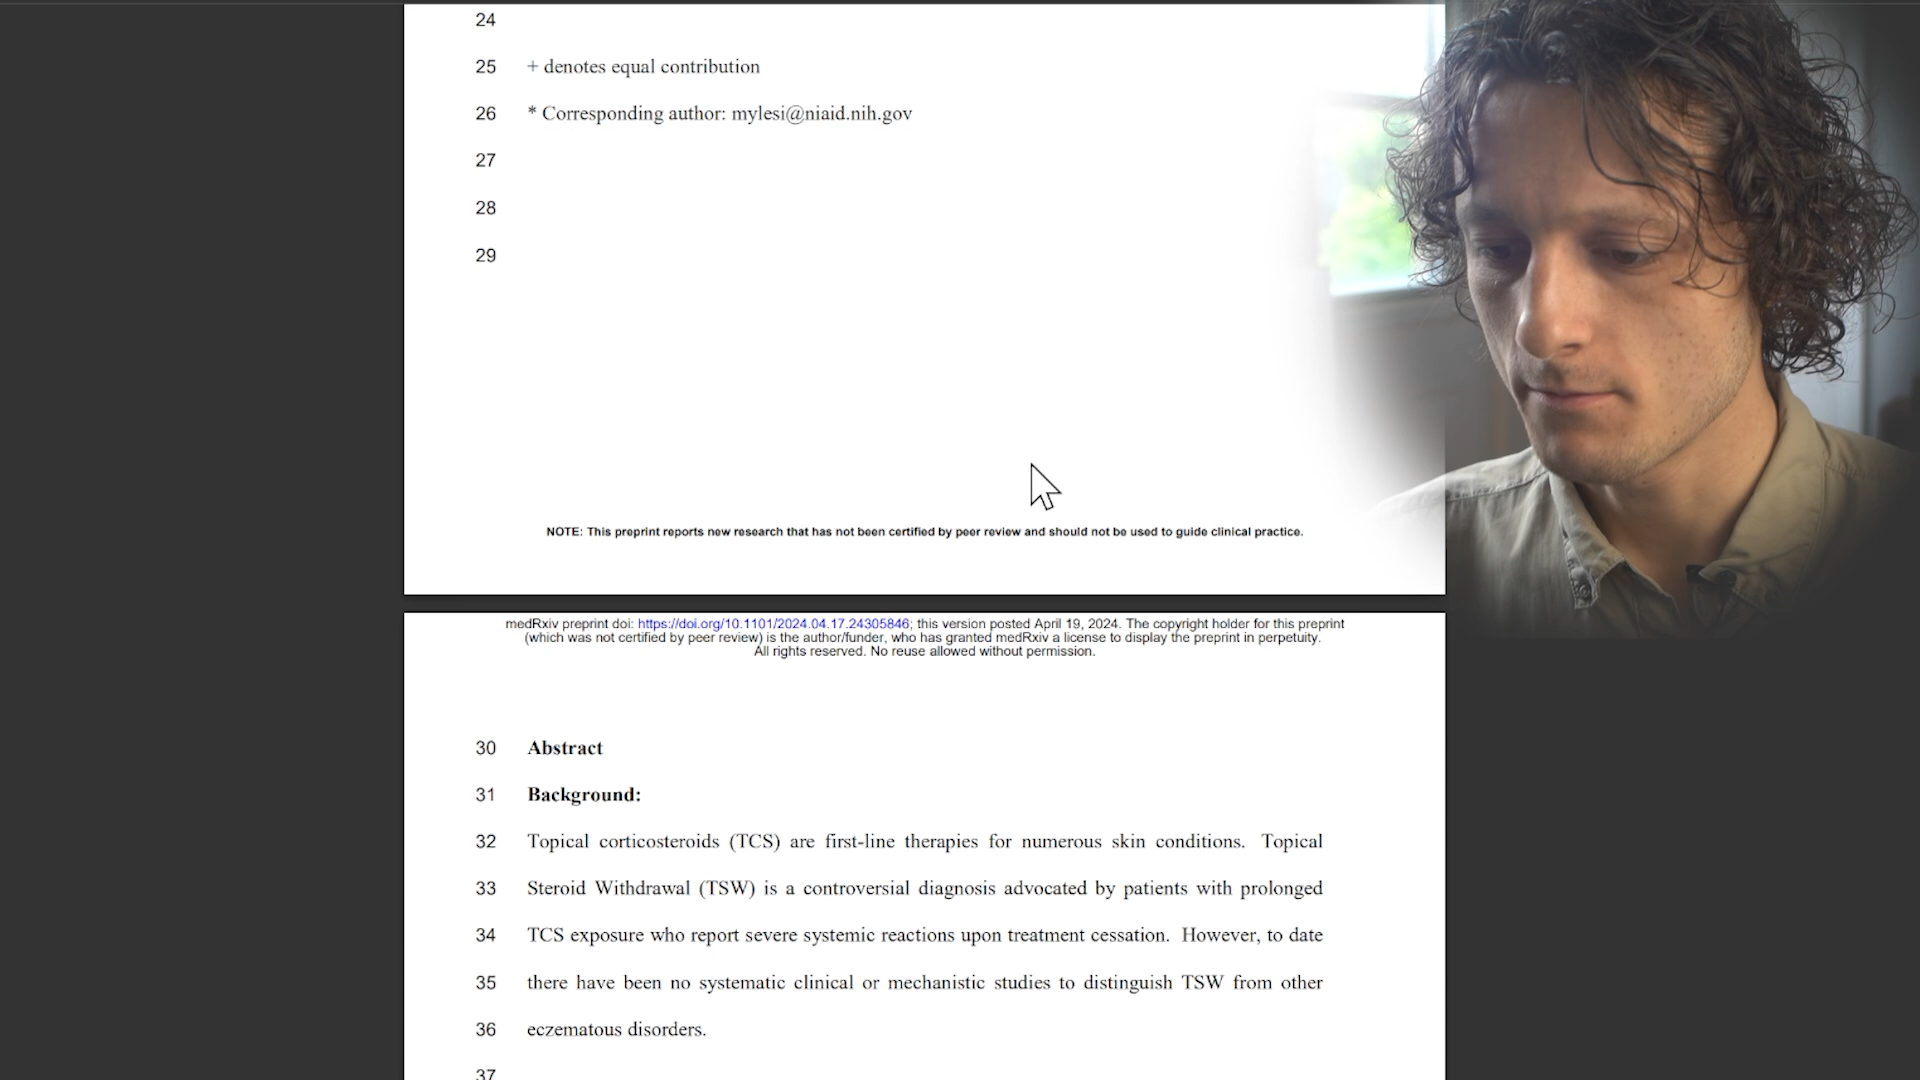 24
25 + denotes equal contribution
26 * Corresponding author: mylesi@niaid.nih.gov
27
28
29
NOTE: This preprint reports new research that has not been certified by peer review and should not be used to guide clinical practice.
medRxiv preprint doi: https://doi.org/10.1101/2024.04.17.24305846; this version posted April 19, 2024. The copyright holder for this preprint
(which was not certified by peer review) is the author/funder, who has granted medRxiv a license to display the preprint in perpetuity.
All rights reserved. No reuse allowed without permission.
30 Abstract
31 Background:
32 Topical corticosteroids (TCS) are first-line therapies for numerous skin conditions. Topical
33 Steroid Withdrawal (TSW) is a controversial diagnosis advocated by patients with prolonged
34 TCS exposure who report severe systemic reactions upon treatment cessation. However, to date
35 there have been no systematic clinical or mechanistic studies to distinguish TSW from other
36 eczematous disorders.
37